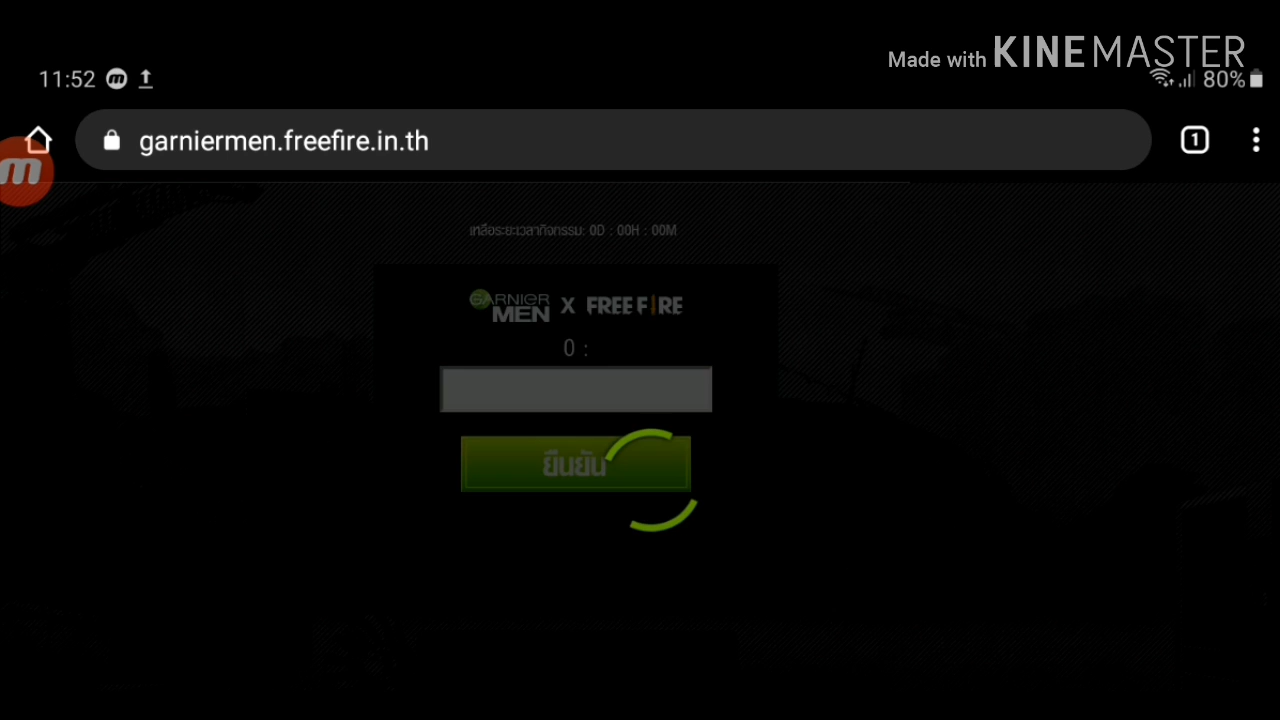 Made with KINEMASTER
11:52
80%
garniermen.freefire.in.th
1
เหลือระยะเวลากิจกรรม: 0D : 00H : 00M
GARNIER MEN X FREE FIRE
0 :
ยืนยัน